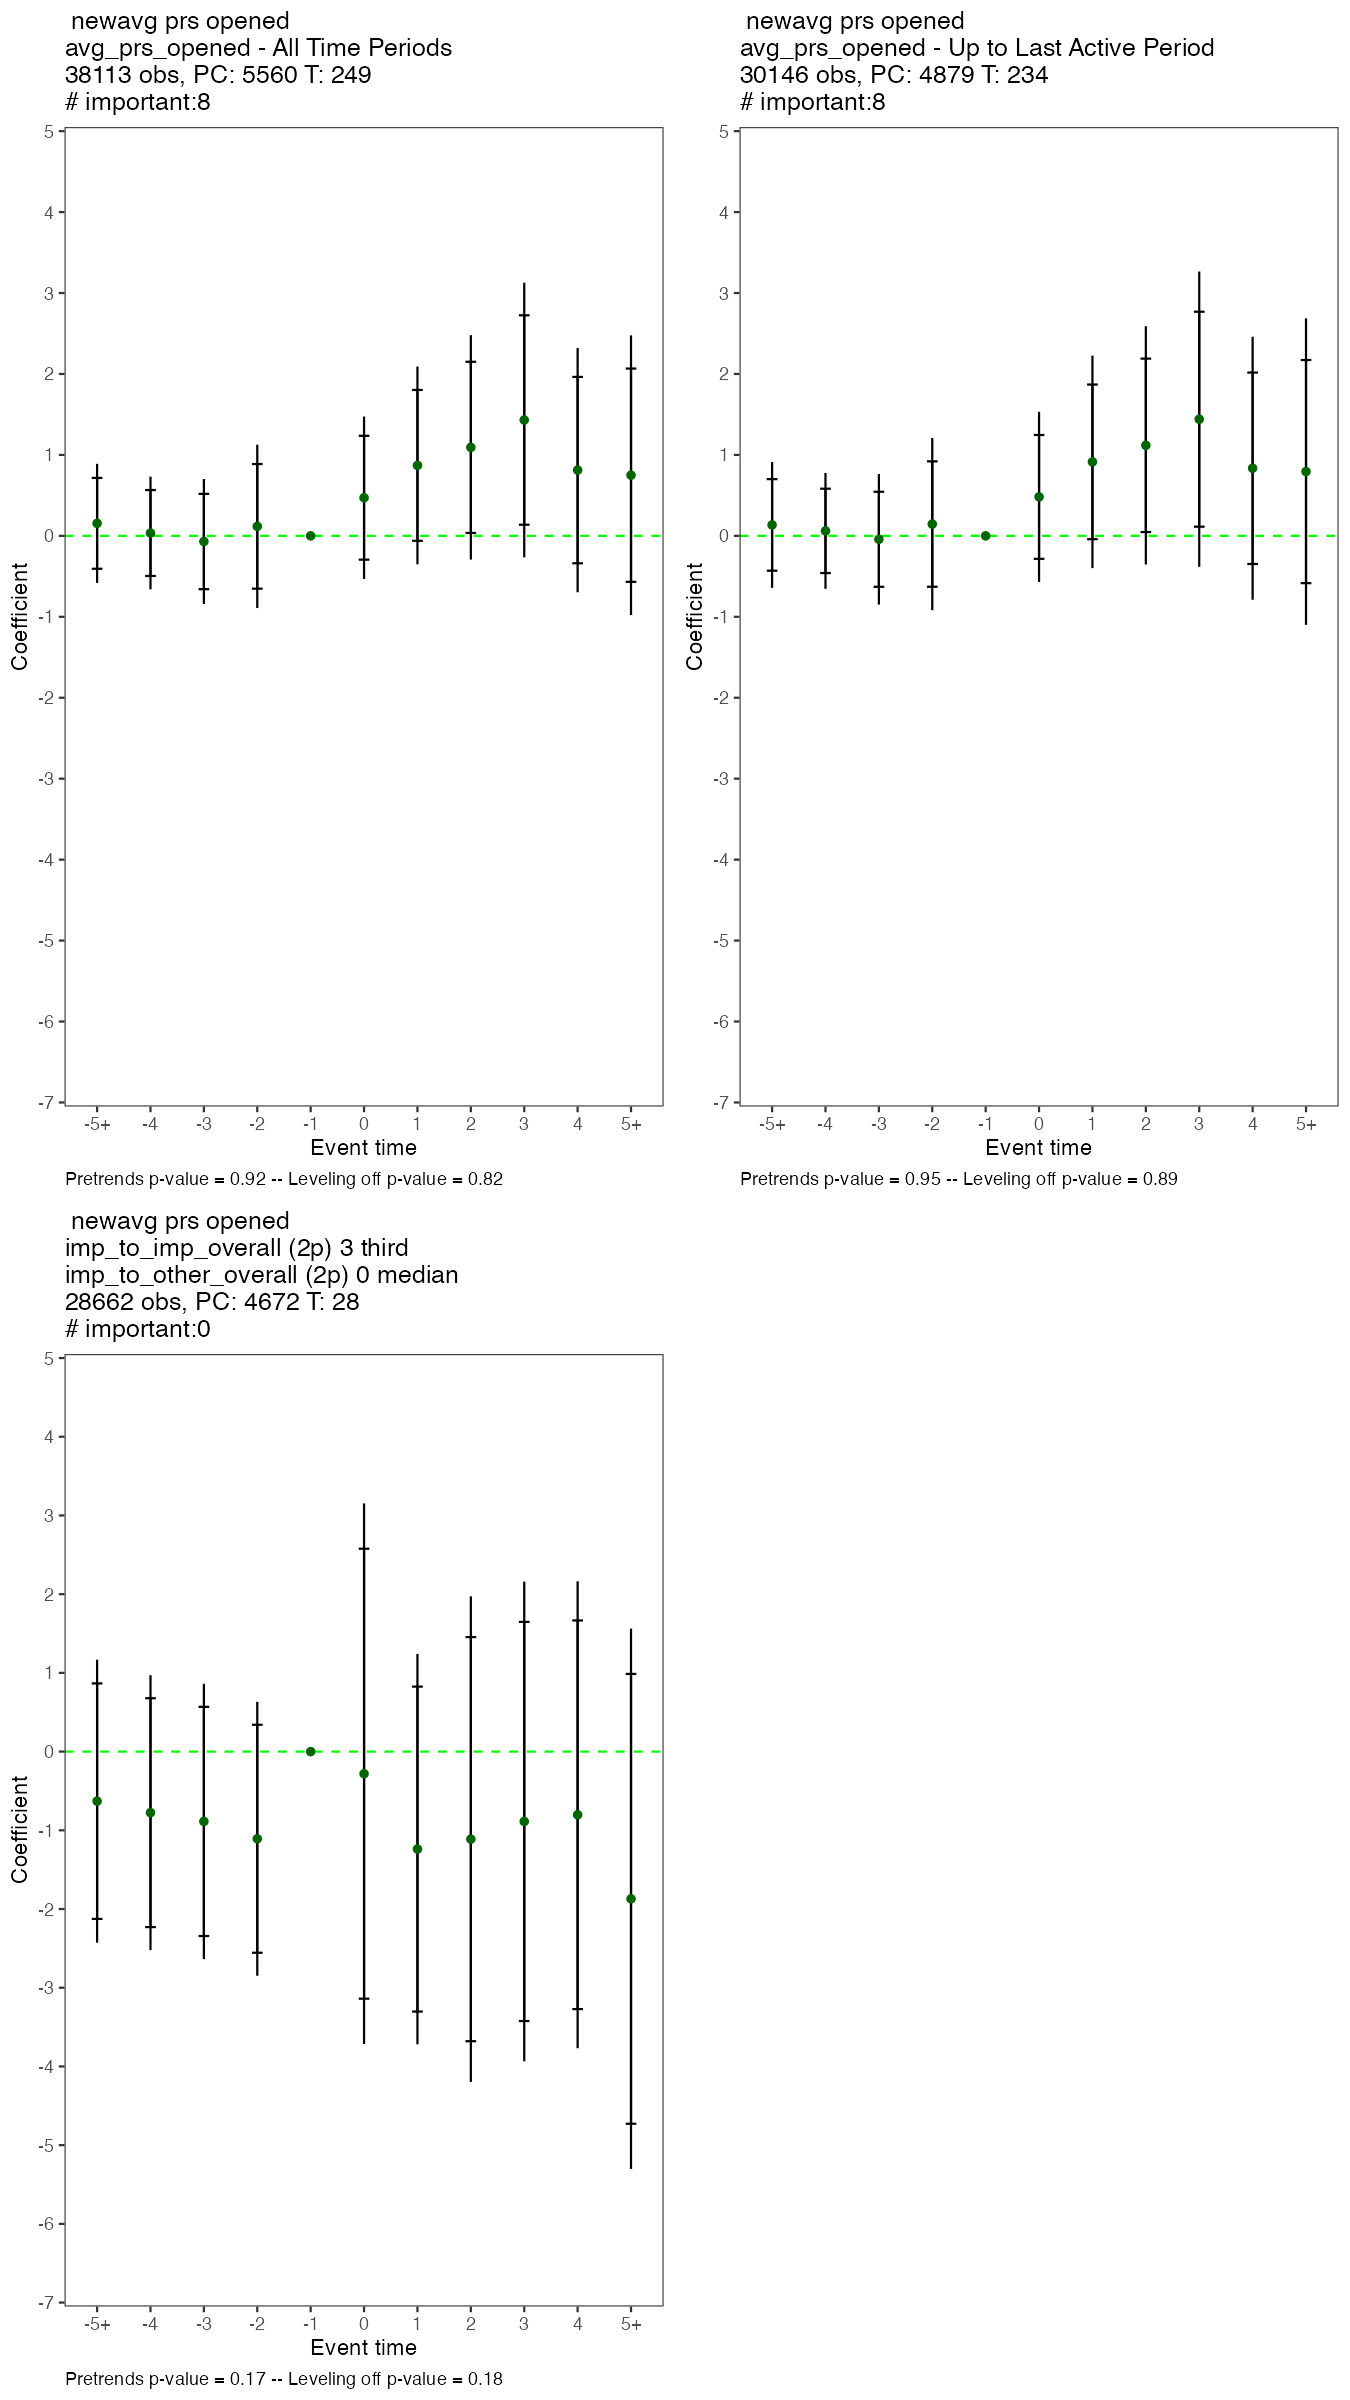 newavg prs opened
avg_prs_opened - All Time Periods
38113 obs, PC: 5560 T: 249
# important:8
5
4
3
2
1
0
-1
-2
-3
-4
-5
-6
-7
Coefficient
-5+ -4 -3 -2 -1 0 1 2 3 4 5+
Event time
Pretrends p-value = 0.92 -- Leveling off p-value = 0.82
newavg prs opened
avg_prs_opened - Up to Last Active Period
30146 obs, PC: 4879 T: 234
# important:8
5
4
3
2
1
0
-1
-2
-3
-4
-5
-6
-7
Coefficient
-5+ -4 -3 -2 -1 0 1 2 3 4 5+
Event time
Pretrends p-value = 0.95 -- Leveling off p-value = 0.89
newavg prs opened
imp_to_imp_overall (2p) 3 third
imp_to_other_overall (2p) 0 median
28662 obs, PC: 4672 T: 28
# important:0
5
4
3
2
1
0
-1
-2
-3
-4
-5
-6
-7
Coefficient
-5+ -4 -3 -2 -1 0 1 2 3 4 5+
Event time
Pretrends p-value = 0.17 -- Leveling off p-value = 0.18